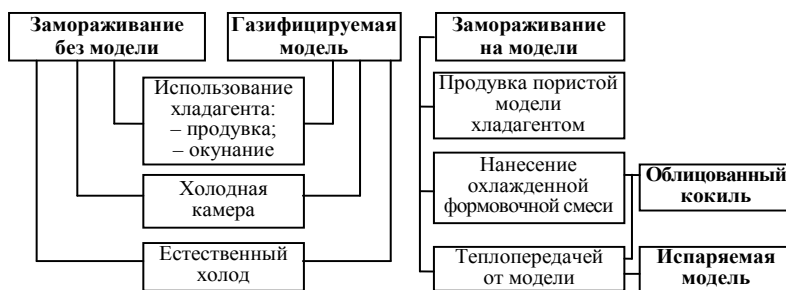 Замораживание
без модели
Газифицируемая
модель
Замораживание
на модели
Использование
хладагента:
– продувка;
– окунание
Продувка пористой
модели
хладагентом
Холодная
камера
Нанесение
охлажденной
формовочной смеси
Облицованный
кокиль
Естественный
холод
Теплопередачей
от модели
Испаряемая
модель